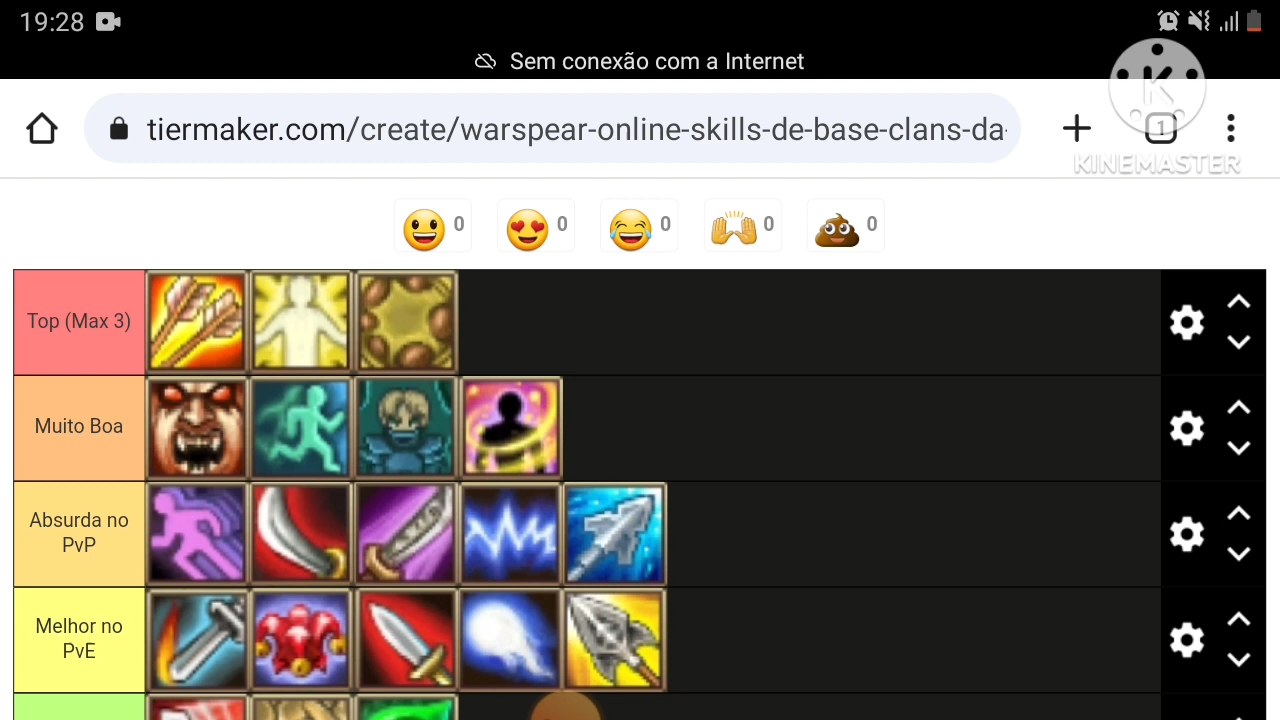 19:28
Sem conexão com a Internet
tiermaker.com/create/warspear-online-skills-de-base-clans-da-
1
K
KINEMASTER
0
0
0
0
0
Top (Max 3)
Muito Boa
Absurda no
PvP
Melhor no
PvE